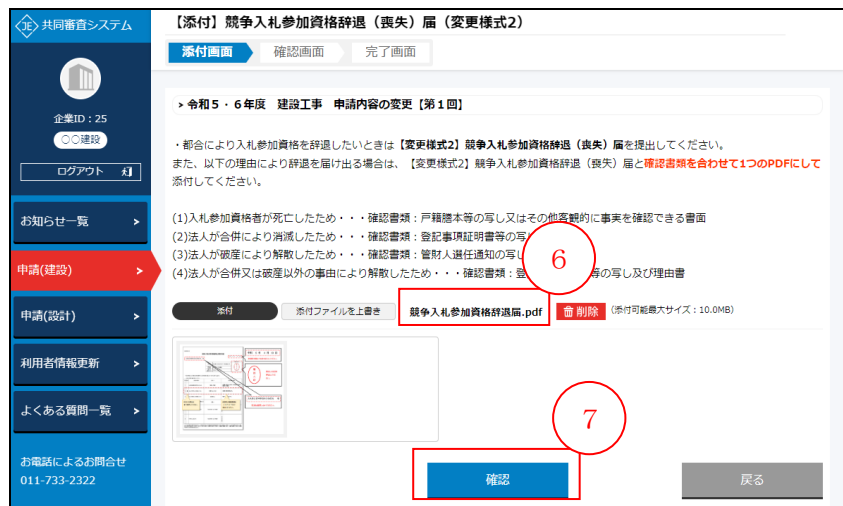 共同審査システム
企業ID：25
〇〇建設
ログアウト
お知らせ一覧 >
申請(建設) >
申請(設計) >
利用者情報更新 >
よくある質問一覧 >
お電話によるお問合せ
011-733-2322
【添付】競争入札参加資格辞退（喪失）届（変更様式2）
添付画面 確認画面 完了画面
> 令和５・６年度　建設工事　申請内容の変更【第１回】
・都合により入札参加資格を辞退したいときは【変更様式2】競争入札参加資格辞退（喪失）届を提出してください。
また、以下の理由により辞退を届け出る場合は、【変更様式2】競争入札参加資格辞退（喪失）届と確認書類を合わせて1つのPDFにして
添付してください。
(1)入札参加資格者が死亡したため・・・確認書類：戸籍謄本等の写し又はその他客観的に事実を確認できる書面
(2)法人が合併により消滅したため・・・確認書類：登記事項証明書等の写し
(3)法人が破産により解散したため・・・確認書類：管財人選任通知の写し
(4)法人が合併又は破産以外の事由により解散したため・・・確認書類：登 等の写し及び理由書
6
添付 添付ファイルを上書き 競争入札参加資格辞退届.pdf 削除 (添付可能最大サイズ：10.0MB)
7
確認 戻る